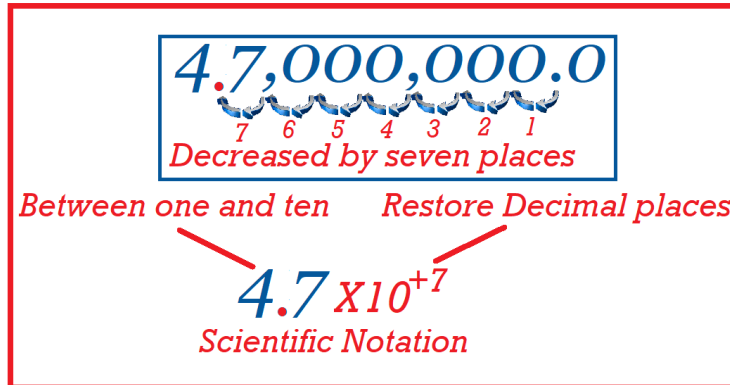 4.7,000,000.0
7 6 5 4 3 2 1
Decreased by seven places
Between one and ten Restore Decimal places
4.7 X10+7
Scientific Notation